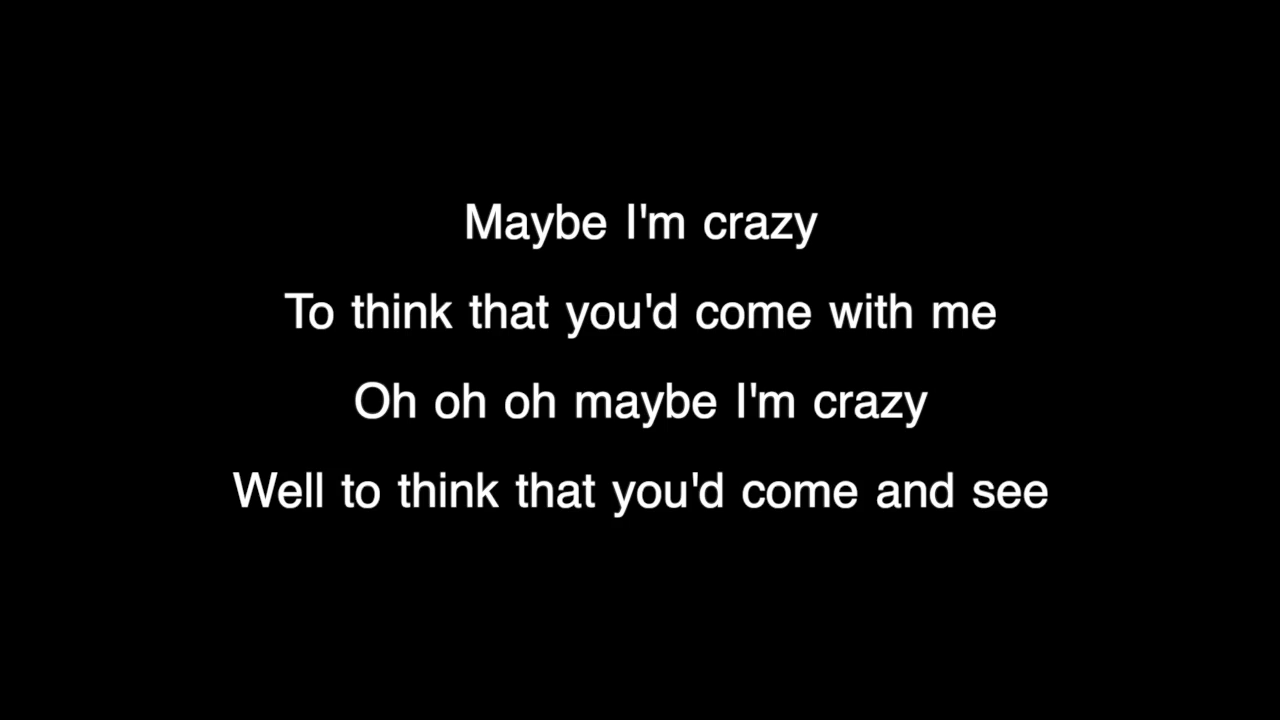 Maybe I'm crazy
To think that you'd come with me
Oh oh oh maybe I'm crazy
Well to think that you'd come and see